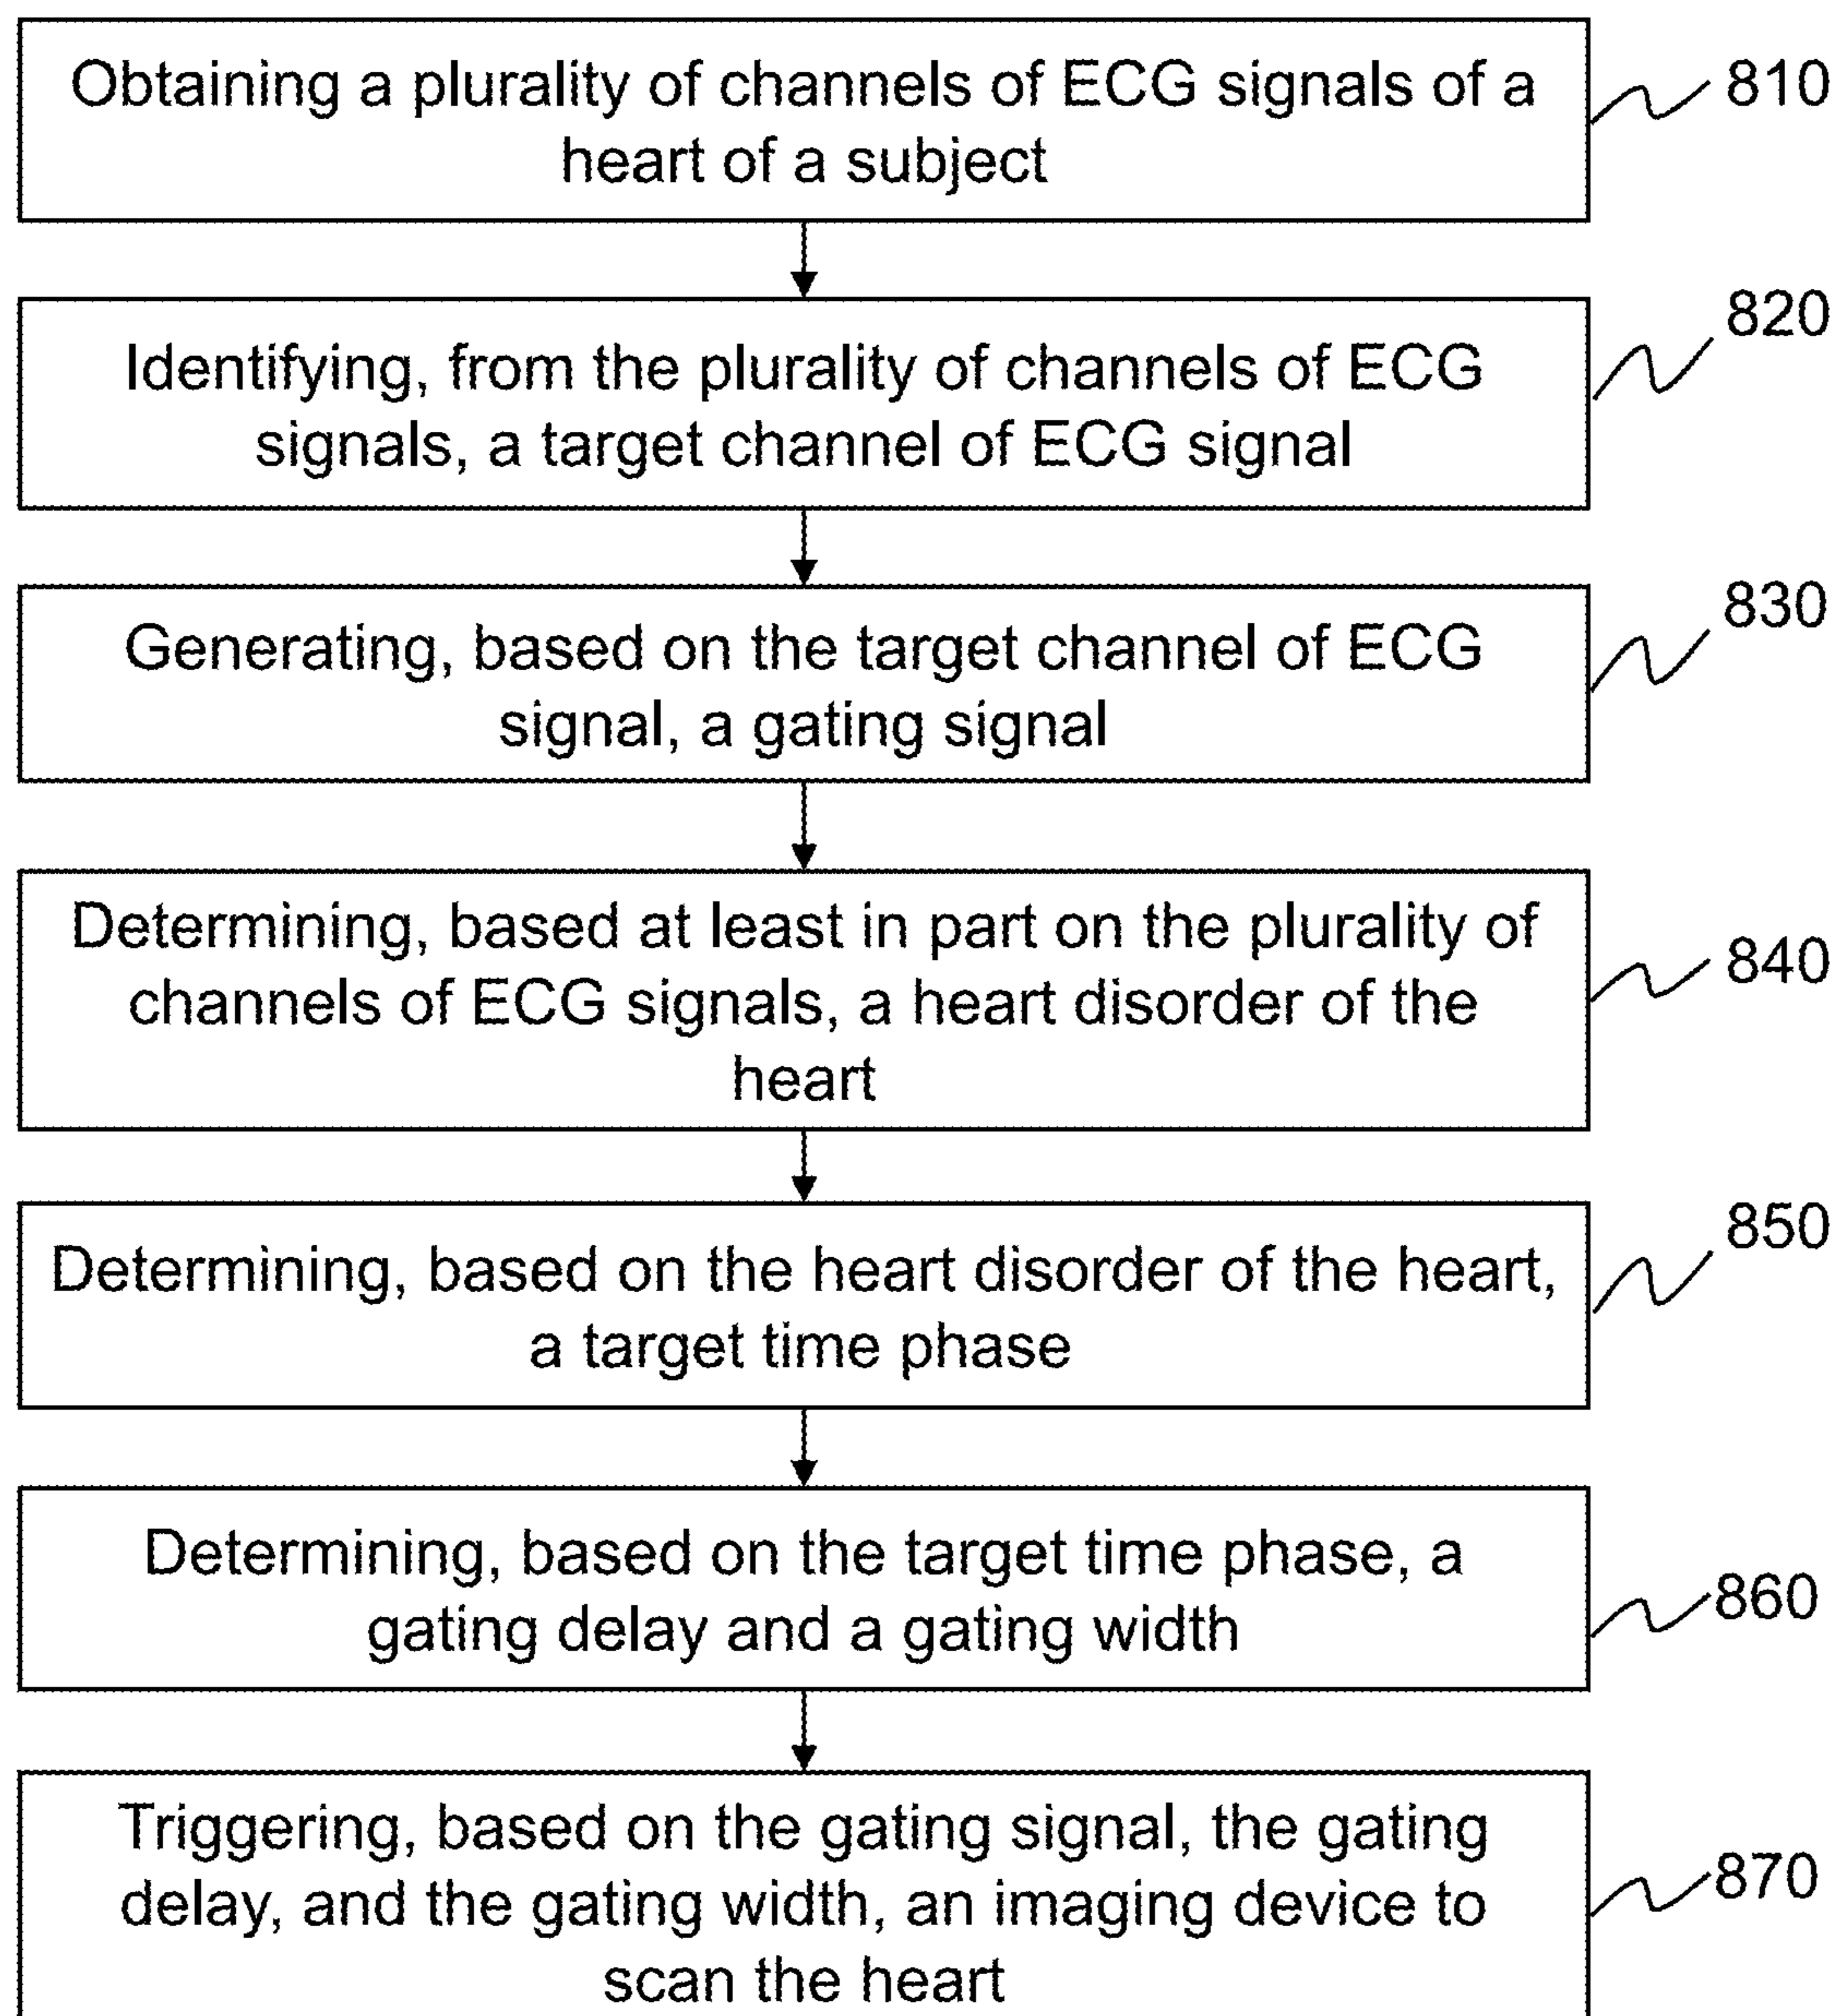 Obtaining a plurality of channels of ECG signals of a
heart of a subject
810
Identifying, from the plurality of channels of ECG
signals, a target channel of ECG signal
820
Generating, based on the target channel of ECG
signal, a gating signal
830
Determining, based at least in part on the plurality of
channels of ECG signals, a heart disorder of the
heart
840
Determining, based on the heart disorder of the heart,
a target time phase
850
Determining, based on the target time phase, a
gating delay and a gating width
860
Triggering, based on the gating signal, the gating
delay, and the gating width, an imaging device to
scan the heart
870